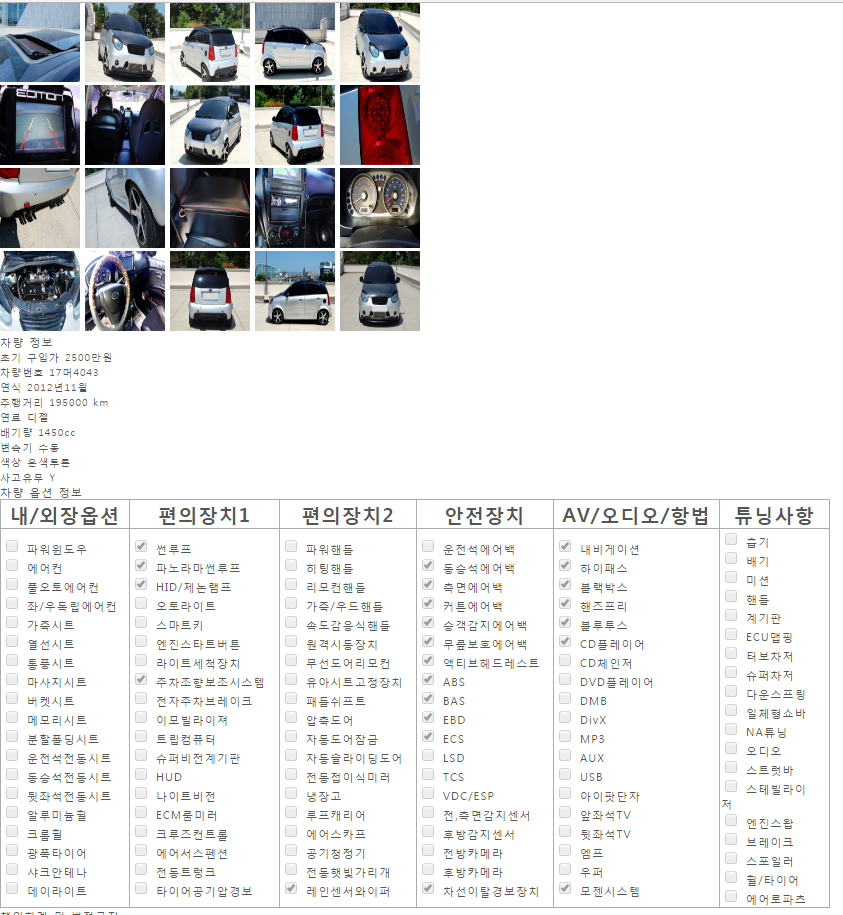 EDITION
차량 정보
초기 구입가 2500만원
차량번호 17머4043
연식 2012년11월
주행거리 195000 km
연료 디젤
배기량 1450cc
변속기 수동
색상 은색투톤
사고유무 Y
차량 옵션 정보
내/외장옵션 편의장치1 편의장치2 안전장치 AV/오디오/항법 튜닝사항
파워윈도우 썬루프 파워핸들 운전석에어백 내비게이션 흡기
에어컨 파노라마썬루프 히팅핸들 동승석에어백 하이패스 배기
풀오토에어컨 HID/제논램프 리모컨핸들 측면에어백 블랙박스 미션
좌/우독립에어컨 오토라이트 가죽/우드핸들 커튼에어백 핸즈프리 핸들
가죽시트 스마트키 속도감응식핸들 승객감지에어백 블루투스 계기판
열선시트 엔진스타트버튼 원격시동장치 무릎보호에어백 CD플레이어 ECU맵핑
통풍시트 라이트세척장치 무선도어리모컨 액티브헤드레스트 CD체인저 터보차저
마사지시트 주차조향보조시스템 유아시트고정장치 ABS DVD플레이어 슈퍼차저
버켓시트 전자주차브레이크 패들쉬프트 BAS DMB 다운스프링
메모리시트 이모빌라이져 압축도어 EBD DivX 일체형쇼바
분할폴딩시트 트립컴퓨터 자동도어잠금 ECS MP3 NA튜닝
운전석전동시트 슈퍼비전계기판 자동슬라이딩도어 LSD AUX 오디오
동승석전동시트 HUD 전동접이식미러 TCS USB 스트럿바
뒷좌석전동시트 나이트비전 냉장고 VDC/ESP 아이팟단자 스테빌라이
저
알루미늄휠 ECM룸미러 루프캐리어 전,측면감지센서 앞좌석TV 엔진스왑
크롬휠 크루즈컨트롤 에어스카프 후방감지센서 뒷좌석TV 브레이크
광폭타이어 에어서스펜션 공기청정기 전방카메라 엠프 스포일러
샤크안테나 전동트렁크 전동햇빛가리개 후방카메라 우퍼 휠/타이어
데이라이트 타이어공기압경보 레인센서와이퍼 차선이탈경보장치 모젠시스템 에어로파츠